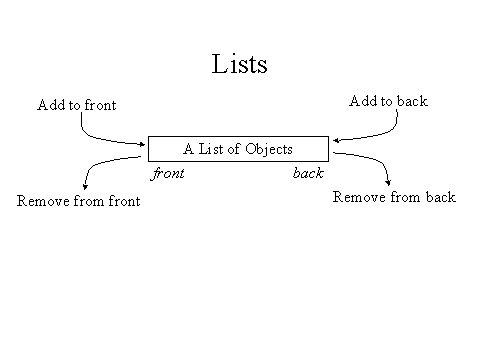 Lists
Add to front
Add to back
A List of Objects
front
back
Remove from front
Remove from back